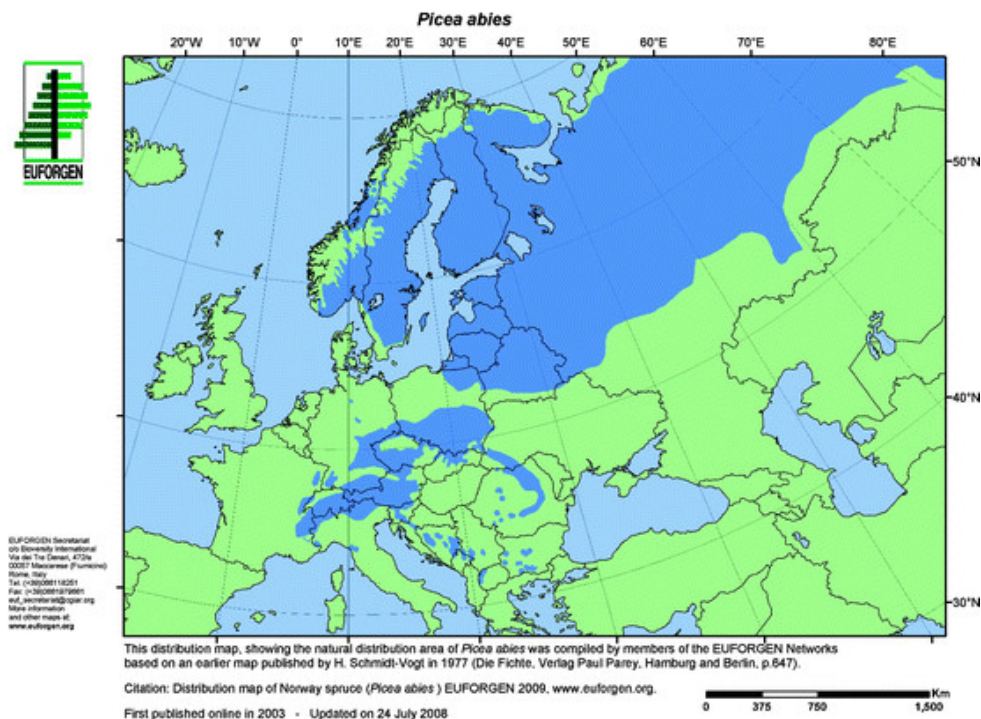 Picea abies
20°W 10°W 0° 10°E 20°E 30°E 40°E 50°E 60°E 70°E 80°E
EUFORGEN
50°N
40°N
30°N
EUFORGEN Secretariat
c/o Bioversity International
Via dei Tre Denari, 472/a
00057 Maccarese (Fiumicino)
Rome, Italy
More information
and other maps at:
www.euforgen.org
This distribution map, showing the natural distribution area of Picea abies was compiled by members of the EUFORGEN Networks
based on an earlier map published by H. Schmidt-Vogt in 1977 (Die Fichte, Verlag Paul Parey, Hamburg and Berlin, p.647).
Citation: Distribution map of Norway spruce (Picea abies ) EUFORGEN 2009, www.euforgen.org.
First published online in 2003 - Updated on 24 July 2008
Km
0 375 750 1,500